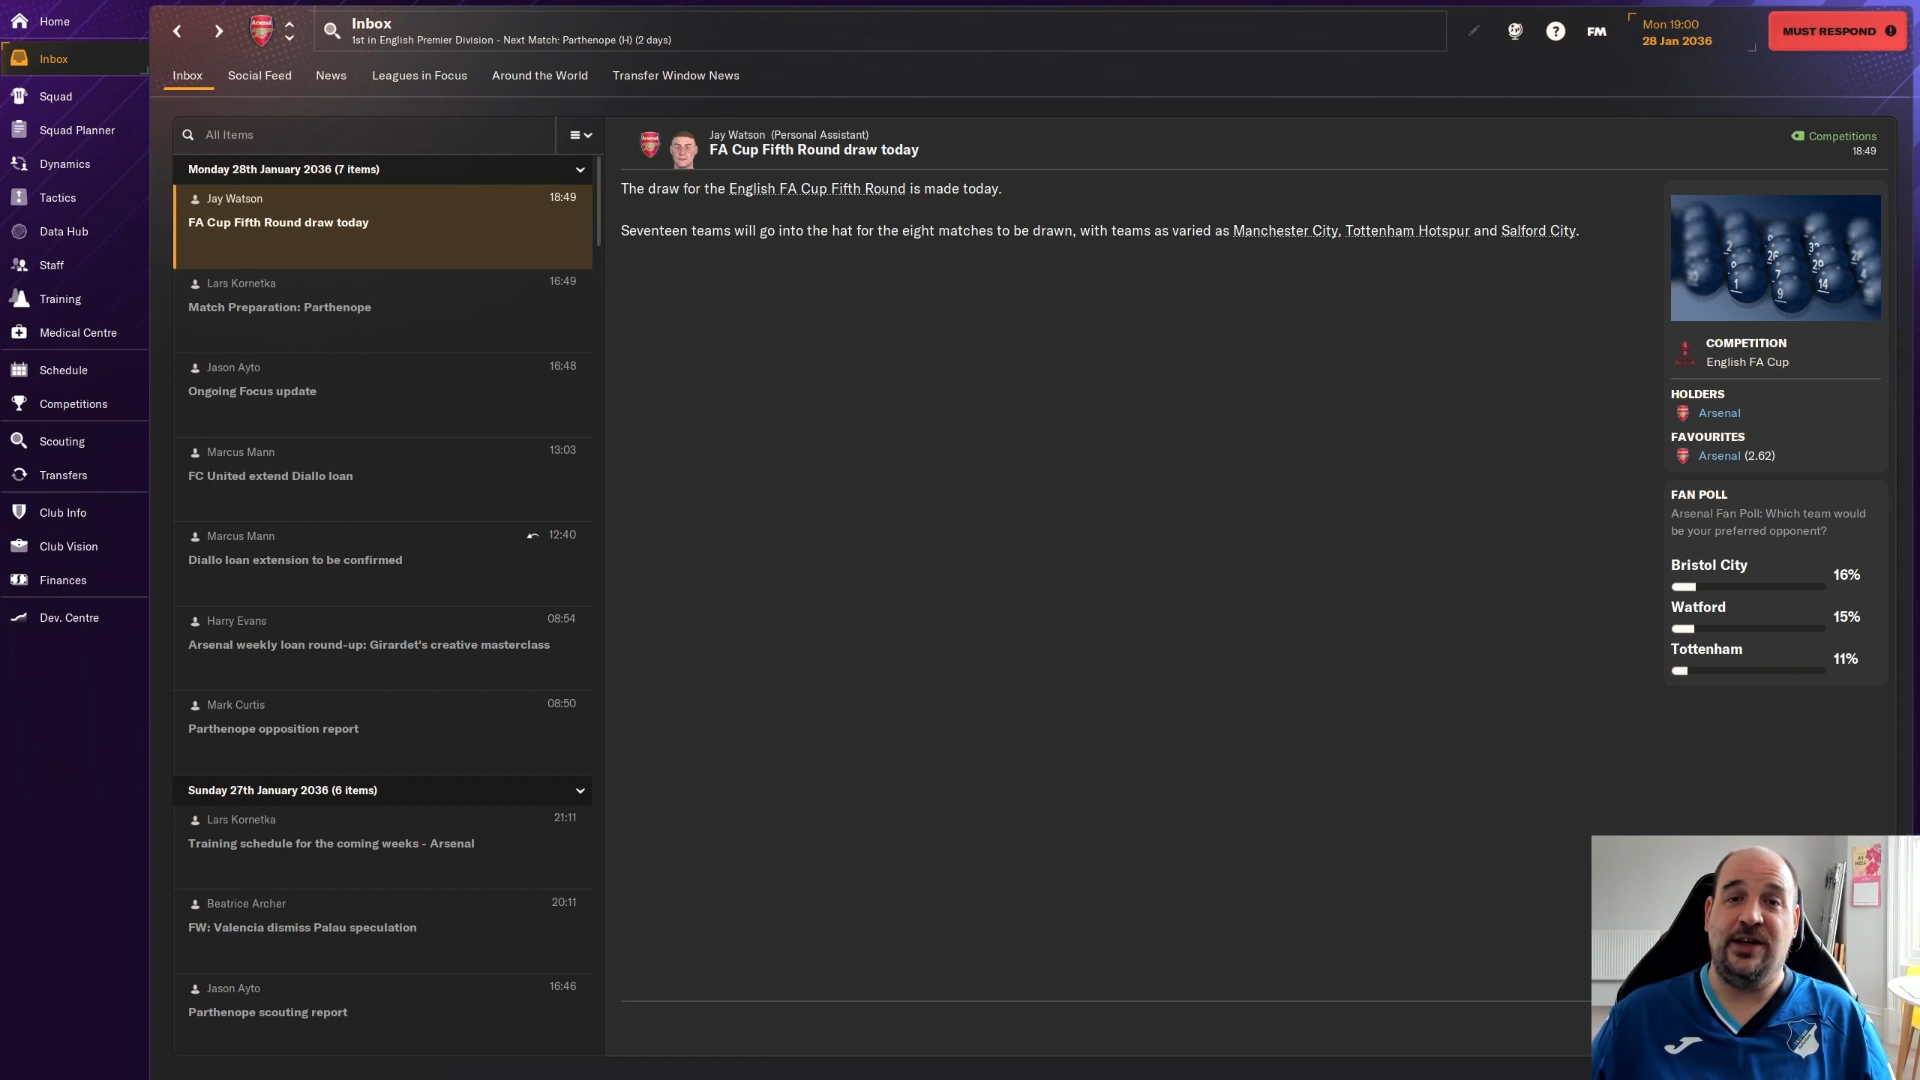 Home
Inbox
Squad
Squad Planner
Dynamics
Tactics
Data Hub
Staff
Training
Medical Centre
Schedule
Competitions
Scouting
Transfers
Club Info
Club Vision
Finances
Dev. Centre
Inbox
1st in English Premier Division - Next Match: Parthenope (H) (2 days)
FM
Mon 19:00
28 Jan 2036
MUST RESPOND
Inbox Social Feed News Leagues in Focus Around the World Transfer Window News
All Items
Monday 28th January 2036 (7 items)
Jay Watson 18:49
FA Cup Fifth Round draw today
Lars Kornetka 16:49
Match Preparation: Parthenope
Jason Ayto 16:48
Ongoing Focus update
Marcus Mann 13:03
FC United extend Diallo loan
Marcus Mann 12:40
Diallo loan extension to be confirmed
Harry Evans 08:54
Arsenal weekly loan round-up: Girardet's creative masterclass
Mark Curtis 08:50
Parthenope opposition report
Sunday 27th January 2036 (6 items)
Lars Kornetka 21:11
Training schedule for the coming weeks - Arsenal
Beatrice Archer 20:11
FW: Valencia dismiss Palau speculation
Jason Ayto 16:46
Parthenope scouting report
Jay Watson (Personal Assistant)
FA Cup Fifth Round draw today
Competitions
18:49
The draw for the English FA Cup Fifth Round is made today.
Seventeen teams will go into the hat for the eight matches to be drawn, with teams as varied as Manchester City, Tottenham Hotspur and Salford City.
COMPETITION
English FA Cup
HOLDERS
Arsenal
FAVOURITES
Arsenal (2.62)
FAN POLL
Arsenal Fan Poll: Which team would
be your preferred opponent?
Bristol City
16%
Watford
15%
Tottenham
11%